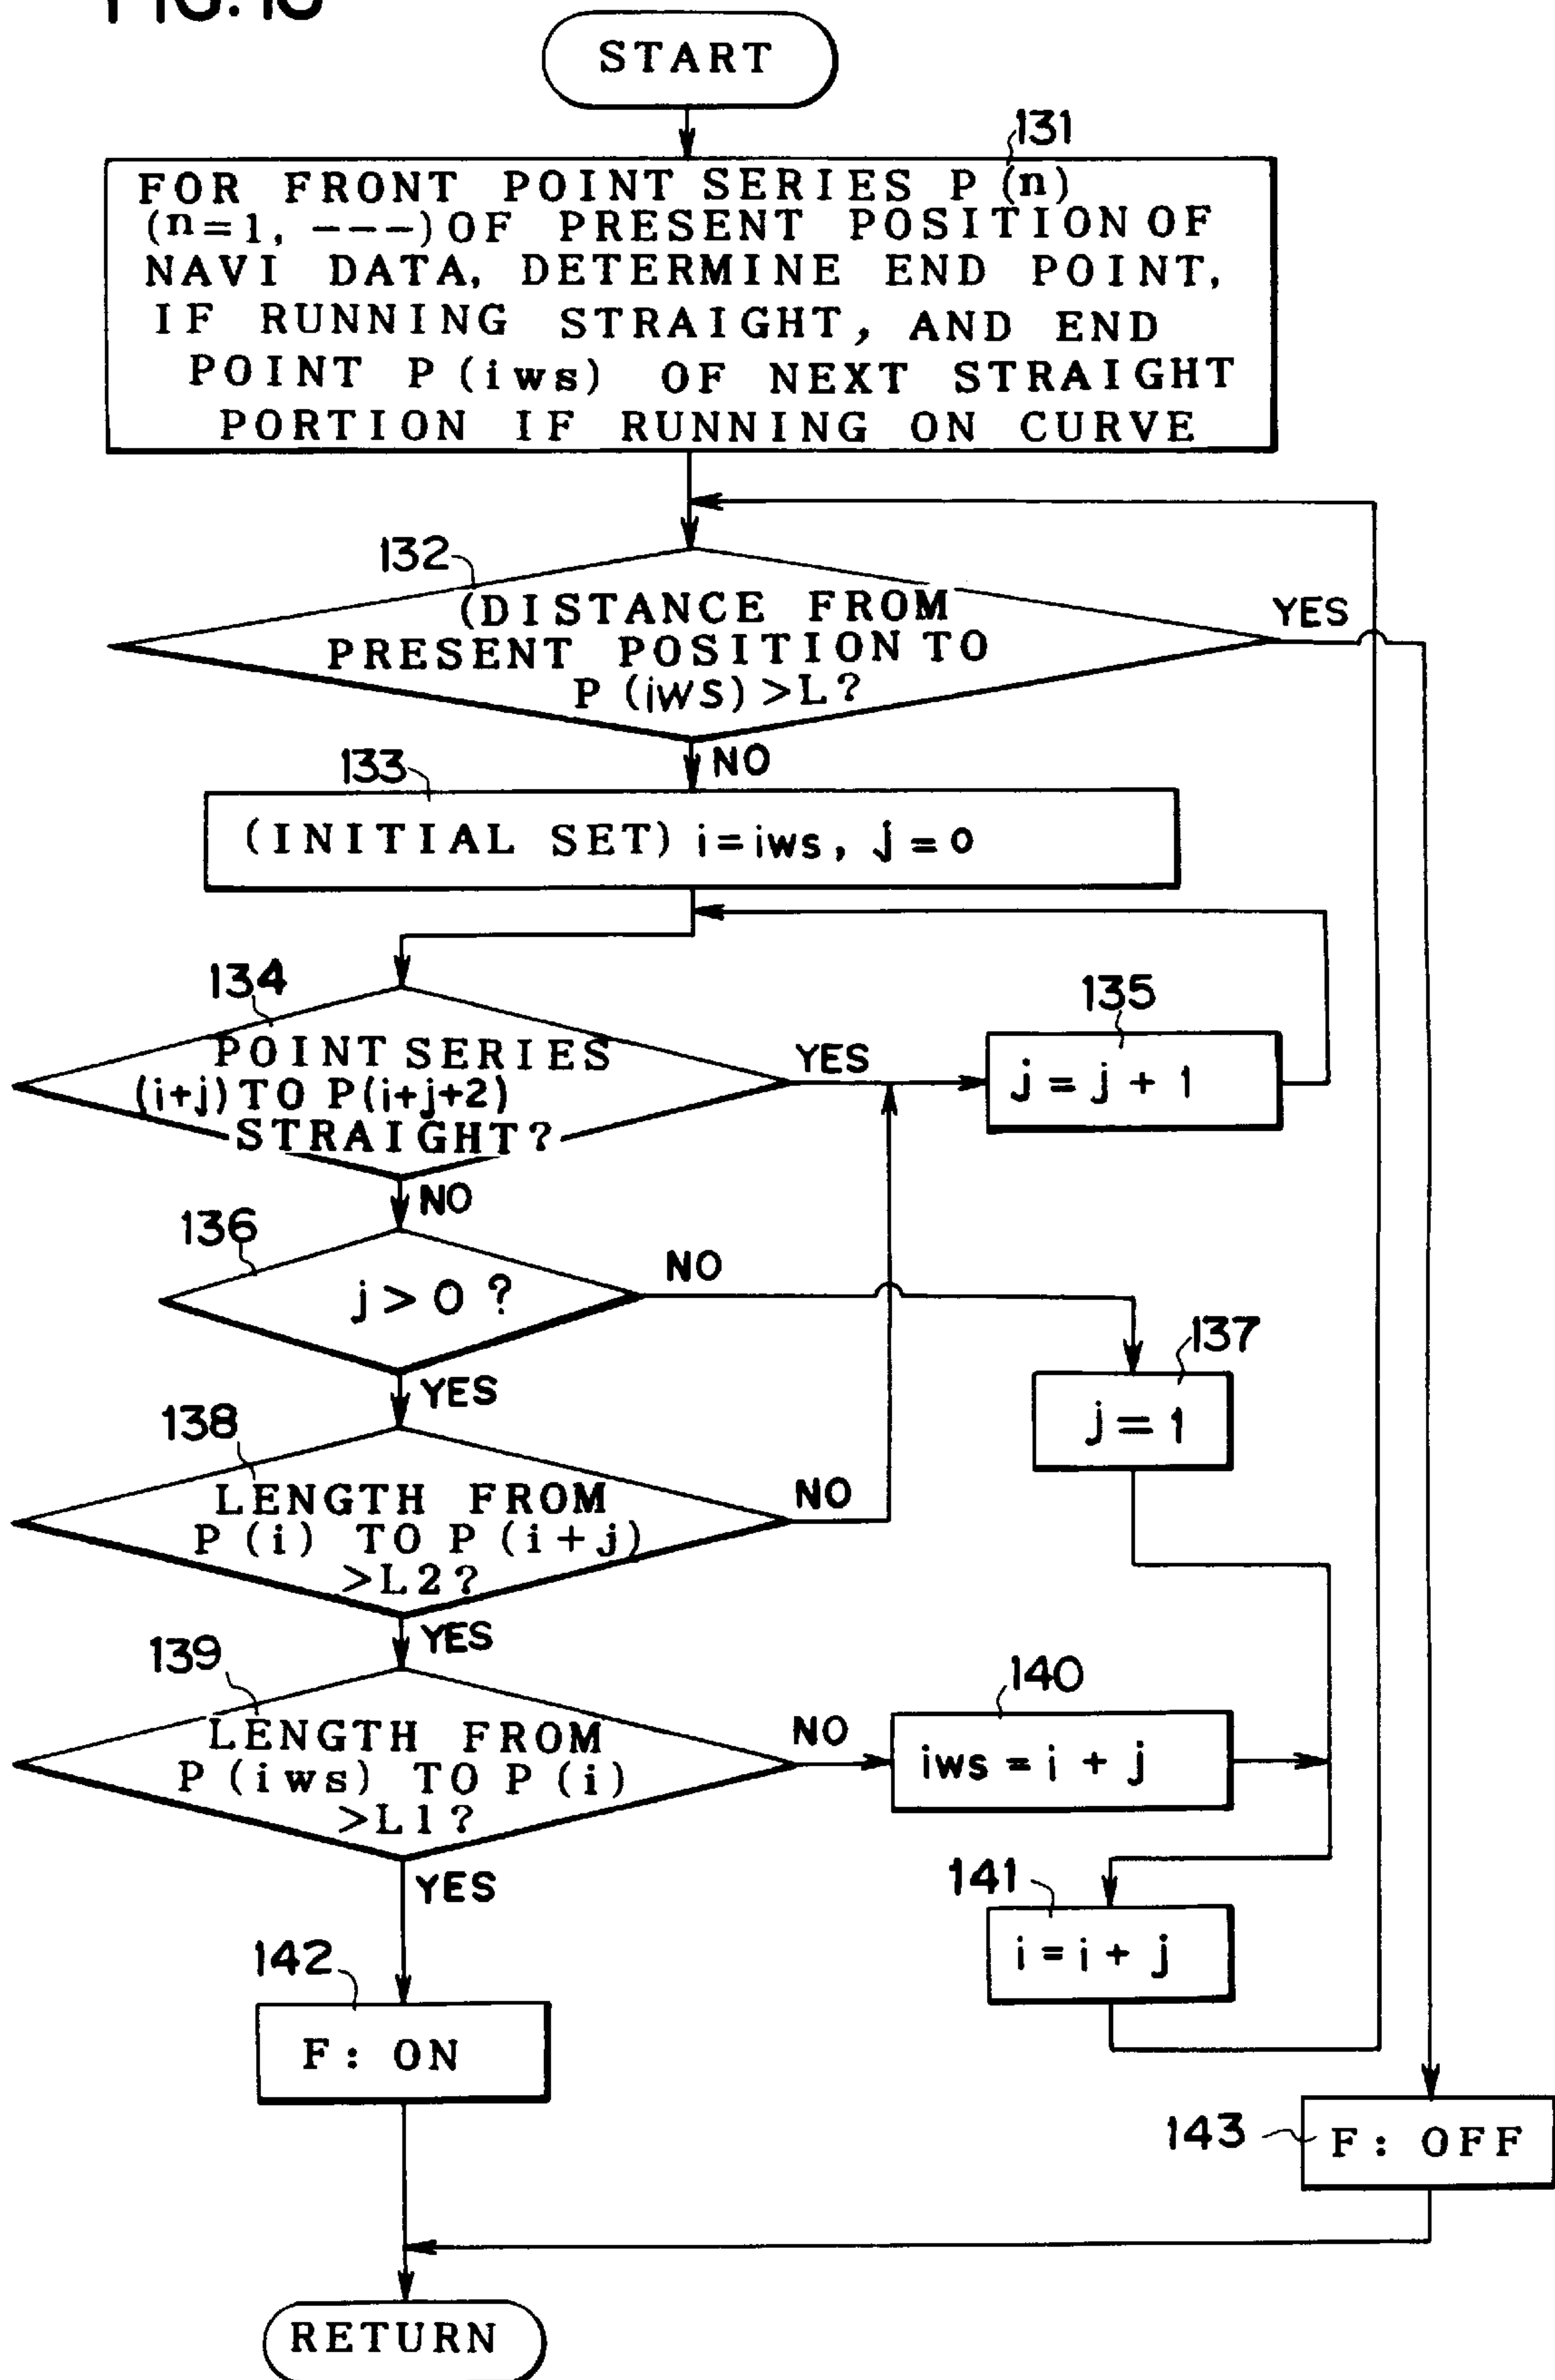 START
131
FOR FRONT POINT SERIES P (n)
(n=1, ---) OF PRESENT POSITION OF
NAVI DATA, DETERMINE END POINT,
IF RUNNING STRAIGHT, AND END
POINT P (iws) OF NEXT STRAIGHT
PORTION IF RUNNING ON CURVE
132
(DISTANCE FROM
PRESENT POSITION TO
P (iWS) >L?
YES
NO
133
(INITIAL SET) i=iws, j=0
134
POINT SERIES
(i+j) TO P(i+j+2)
STRAIGHT?
YES
135
j = j + 1
NO
136
j > 0 ?
NO
137
j = 1
YES
138
LENGTH FROM
P (i) TO P (i+j)
>L2?
NO
YES
139
LENGTH FROM
P (iws) TO P (i)
>L1?
NO
140
iws = i + j
YES
141
i = i + j
142
F: ON
143
F: OFF
RETURN